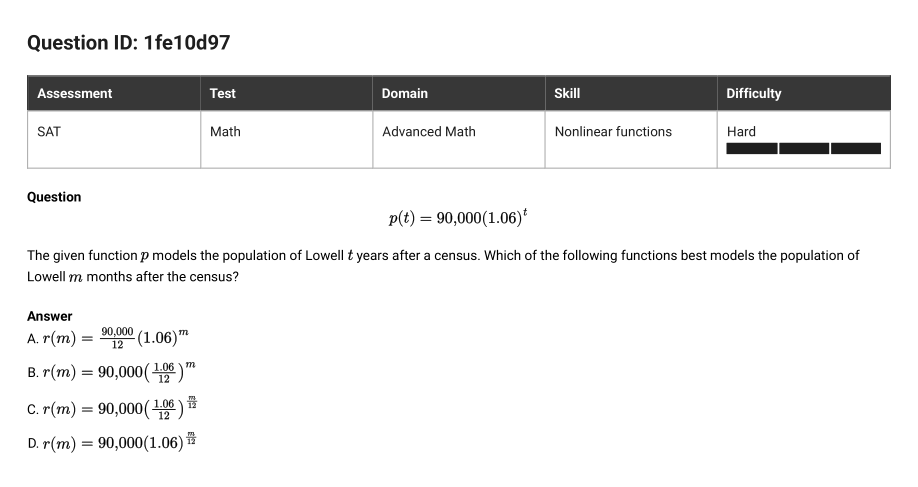 Question ID: 1fe10d97
Assessment Test Domain Skill Difficulty
SAT Math Advanced Math Nonlinear functions Hard
Question
p(t) = 90,000(1.06)^t
The given function p models the population of Lowell t years after a census. Which of the following functions best models the population of
Lowell m months after the census?
Answer
A. r(m) = 90,000/12 (1.06)^m
B. r(m) = 90,000(1.06/12)^m
C. r(m) = 90,000(1.06/12)^(m/12)
D. r(m) = 90,000(1.06)^(m/12)